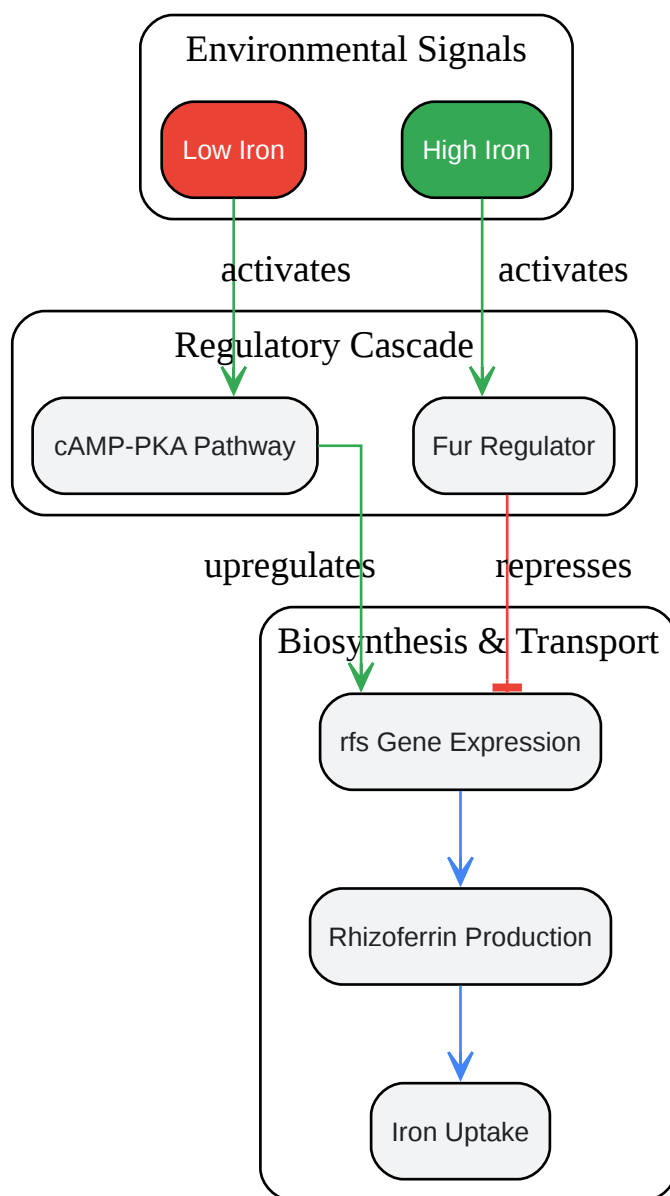 Environmental Signals
Low Iron
High Iron
activates
activates
Regulatory Cascade
cAMP-PKA Pathway
Fur Regulator
upregulates
represses
Biosynthesis & Transport
rfs Gene Expression
Rhizoferrin Production
Iron Uptake